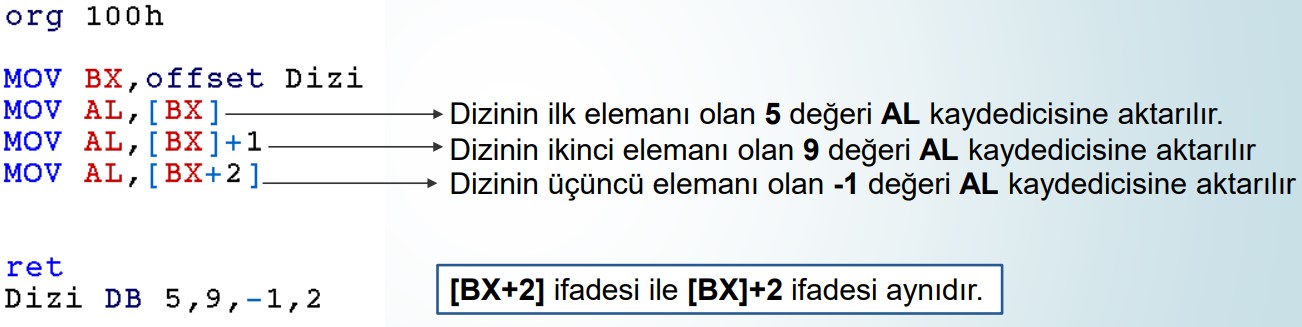 org 100h
MOV BX,offset Dizi
MOV AL,[BX]
Dizinin ilk elemanı olan 5 değeri AL kaydedicisine aktarılır.
MOV AL,[BX]+1
Dizinin ikinci elemanı olan 9 değeri AL kaydedicisine aktarılır
MOV AL,[BX+2]
Dizinin üçüncü elemanı olan -1 değeri AL kaydedicisine aktarılır
ret
Dizi DB 5,9,-1,2
[BX+2] ifadesi ile [BX]+2 ifadesi aynıdır.